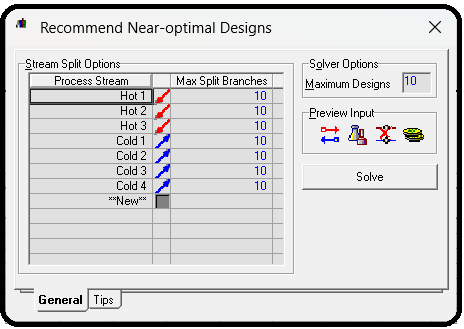 Recommend Near-optimal Designs
Stream Split Options
Process Stream Max Split Branches
Hot 1 10
Hot 2 10
Hot 3 10
Cold 1 10
Cold 2 10
Cold 3 10
Cold 4 10
**New**
Solver Options
Maximum Designs 10
Preview Input
Solve
General Tips